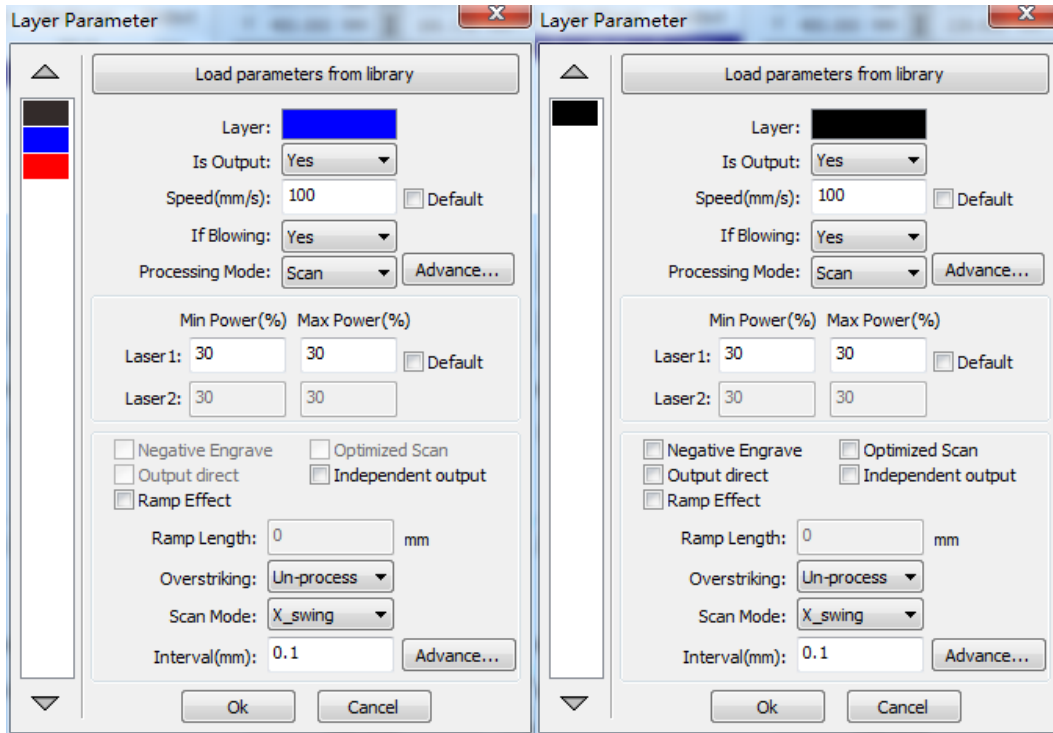 Layer Parameter
Load parameters from library
Layer:
Is Output: Yes
Speed(mm/s): 100 Default
If Blowing: Yes
Processing Mode: Scan Advance...
Min Power(%) Max Power(%)
Laser1: 30 30 Default
Laser2: 30 30
Negative Engrave Optimized Scan
Output direct Independent output
Ramp Effect
Ramp Length: 0 mm
Overstriking: Un-process
Scan Mode: X_swing
Interval(mm): 0.1 Advance...
Ok Cancel
Layer Parameter
Load parameters from library
Layer:
Is Output: Yes
Speed(mm/s): 100 Default
If Blowing: Yes
Processing Mode: Scan Advance...
Min Power(%) Max Power(%)
Laser1: 30 30 Default
Laser2: 30 30
Negative Engrave Optimized Scan
Output direct Independent output
Ramp Effect
Ramp Length: 0 mm
Overstriking: Un-process
Scan Mode: X_swing
Interval(mm): 0.1 Advance...
Ok Cancel